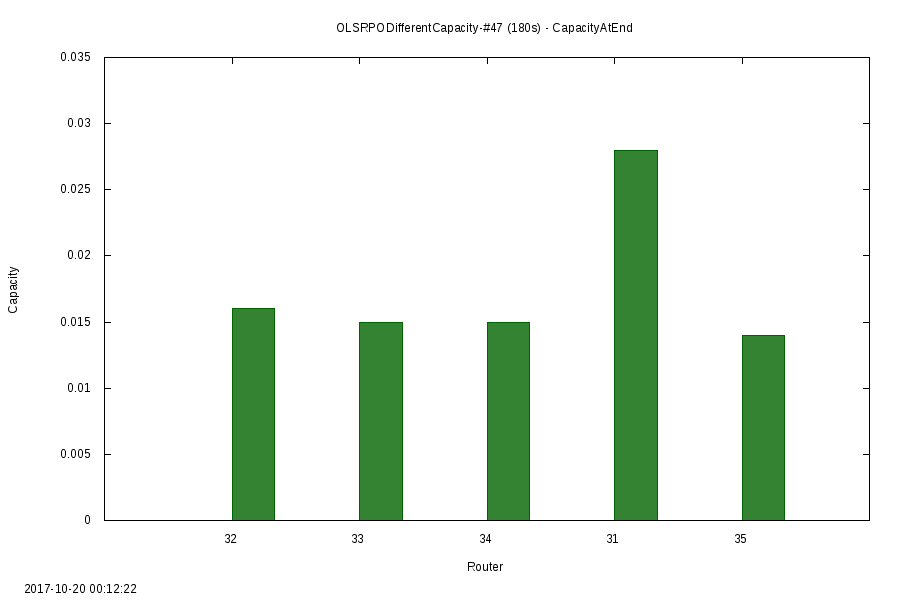 OLSRPODifferentCapacity-#47 (180s) - CapacityAtEnd
0.035
0.03
0.025
0.02
0.015
0.01
0.005
0
Capacity
32 33 34 31 35
Router
2017-10-20 00:12:22